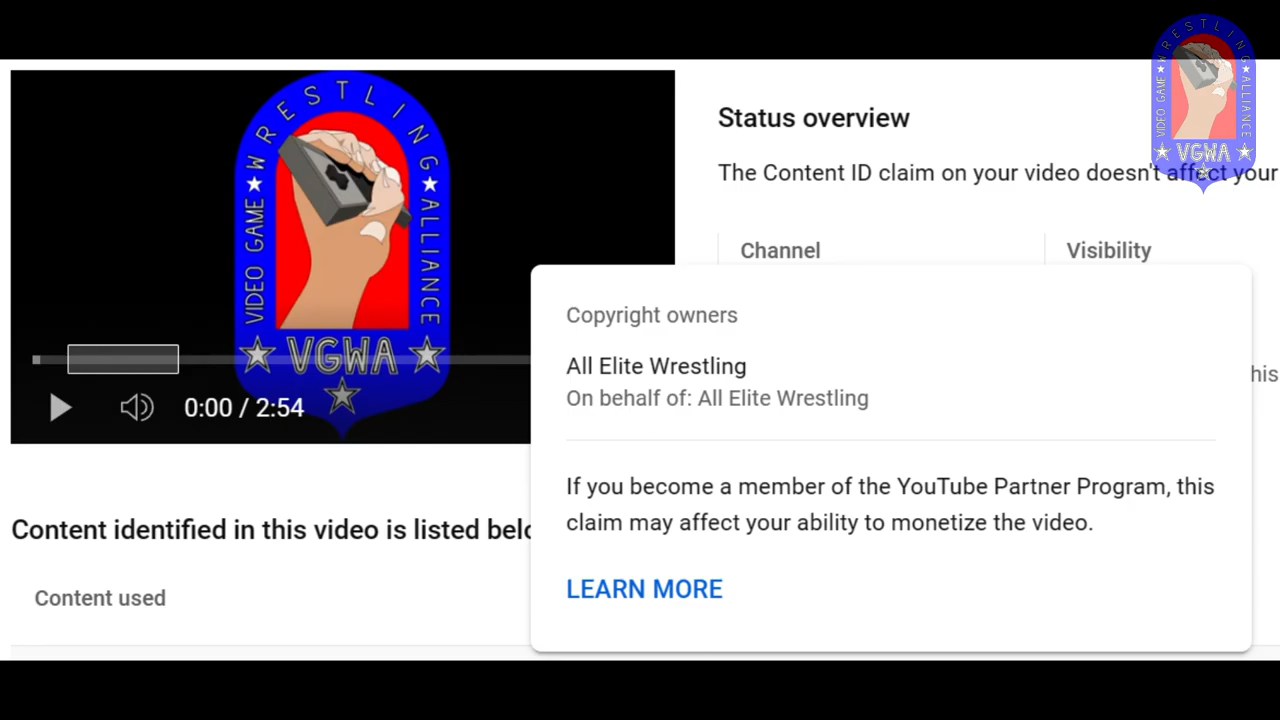 WRESTLING
VIDEO GAME
ALLIANCE
VGWA
0:00 / 2:54
Status overview
The Content ID claim on your video doesn't affect your
Channel
Visibility
Copyright owners
All Elite Wrestling
On behalf of: All Elite Wrestling
his
If you become a member of the YouTube Partner Program, this
claim may affect your ability to monetize the video.
LEARN MORE
Content identified in this video is listed belo
Content used
WRESTLING
VIDEO GAME
ALLIANCE
VGWA